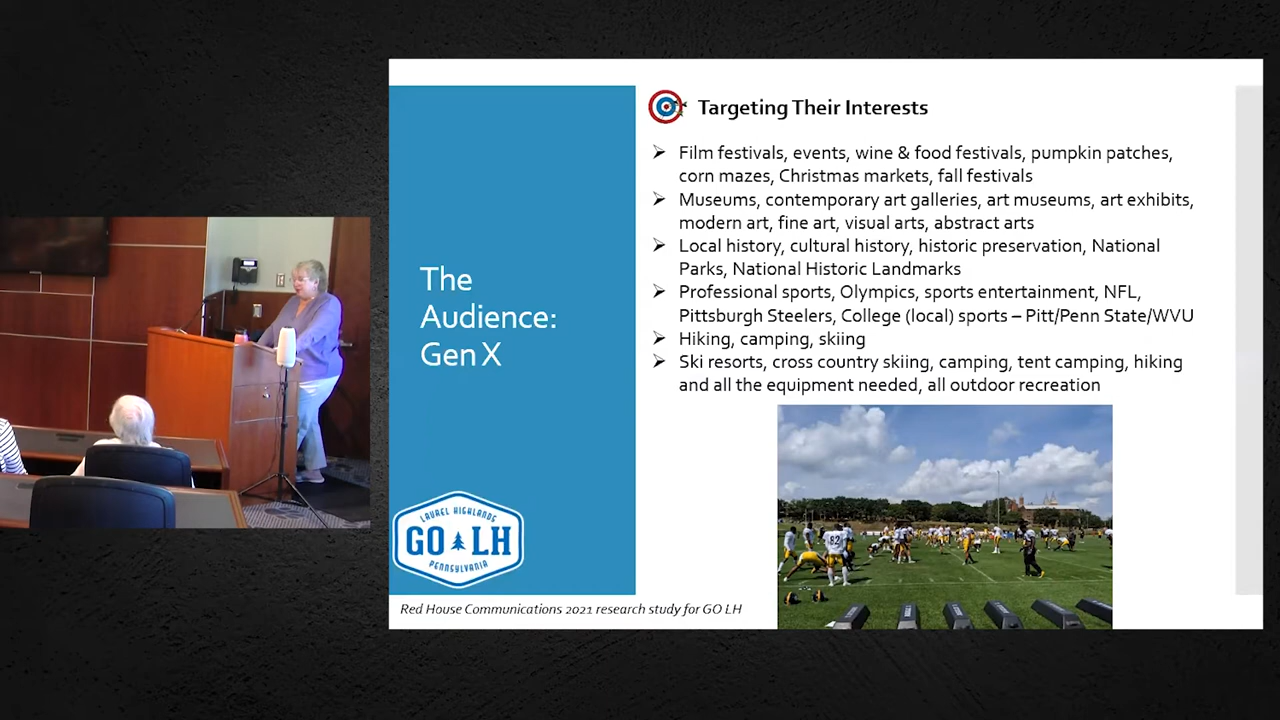 Targeting Their Interests
Film festivals, events, wine & food festivals, pumpkin patches,
corn mazes, Christmas markets, fall festivals
Museums, contemporary art galleries, art museums, art exhibits,
modern art, fine art, visual arts, abstract arts
Local history, cultural history, historic preservation, National
Parks, National Historic Landmarks
Professional sports, Olympics, sports entertainment, NFL,
Pittsburgh Steelers, College (local) sports – Pitt/Penn State/WVU
Hiking, camping, skiing
Ski resorts, cross country skiing, camping, tent camping, hiking
and all the equipment needed, all outdoor recreation
The
Audience:
Gen X
LAUREL HIGHLANDS
GO LH
PENNSYLVANIA
82
Red House Communications 2021 research study for GO LH